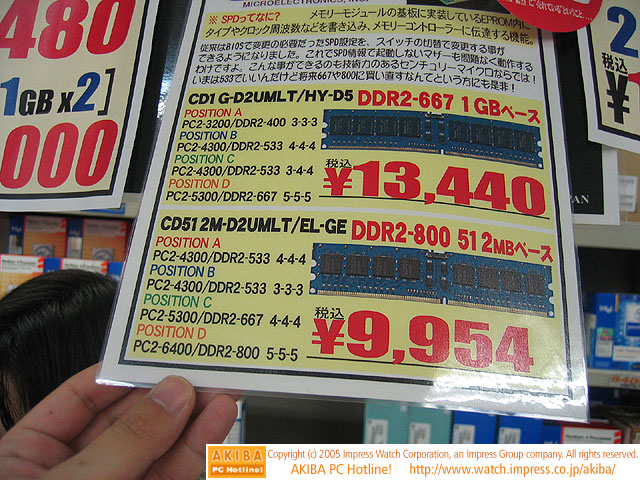 MICROELECTRONICS, INC.
※ SPDってなに? メモリーモジュールの基板に実装しているEPROM内に
タイプやクロック周波数などを書き込み、メモリーコントローラーに伝達する機能。
従来はBIOSで変更の必要だったSPD設定を、スイッチの切替で変更する事が
できるようになりました。これでSPD情報で起動しないマザーも問題なく動作する
わけですよ。こんな事ができるのも技術力のあるセンチュリーマイクロならでは!
いまは533でいいんだけど将来667や800に買い直すなんてという方にも是非!
CD1G-D2UMLT/HY-D5 DDR2-667 1GBベース
POSITION A
PC2-3200/DDR2-400 3-3-3
POSITION B
PC2-4300/DDR2-533 4-4-4
POSITION C
PC2-4300/DDR2-533 3-4-4
POSITION D
PC2-5300/DDR2-667 5-5-5
税込
¥13,440
CD512M-D2UMLT/EL-GE DDR2-800 512MBベース
POSITION A
PC2-4300/DDR2-533 4-4-4
POSITION B
PC2-4300/DDR2-533 3-3-3
POSITION C
PC2-5300/DDR2-667 4-4-4
POSITION D
PC2-6400/DDR2-800 5-5-5
税込
¥9,954
480
1GB x2]
000
PAN
AKIBA
PC Hotline!
Copyright (c) 2005 Impress Watch Corporation, an Impress Group company. All rights reserved.
AKIBA PC Hotline! http://www.watch.impress.co.jp/akiba/